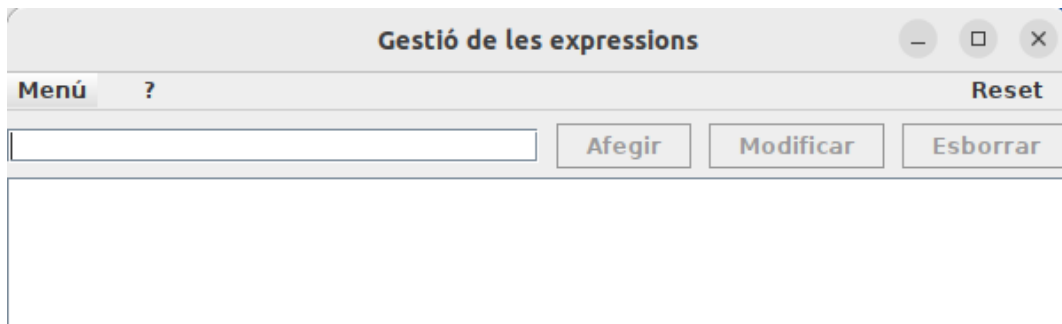 Gestió de les expressions
Menú ? Reset
Afegir Modificar Esborrar